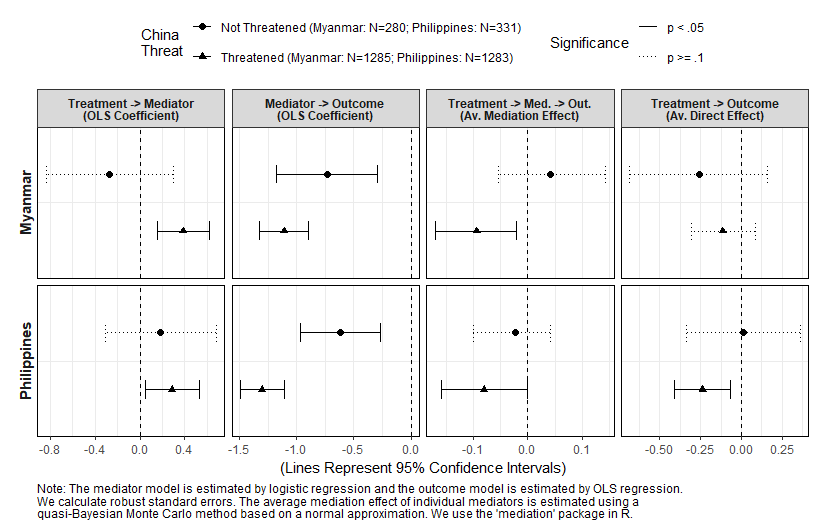 China
Threat
Not Threatened (Myanmar: N=280; Philippines: N=331)
Threatened (Myanmar: N=1285; Philippines: N=1283)
Significance
p < .05
p >= .1
Treatment -> Mediator
(OLS Coefficient)
Mediator -> Outcome
(OLS Coefficient)
Treatment -> Med. -> Out.
(Av. Mediation Effect)
Treatment -> Outcome
(Av. Direct Effect)
Myanmar
Philippines
-0.8 -0.4 0.0 0.4
-1.5 -1.0 -0.5 0.0
-0.1 0.0 0.1
-0.50 -0.25 0.00 0.25
(Lines Represent 95% Confidence Intervals)
Note: The mediator model is estimated by logistic regression and the outcome model is estimated by OLS regression.
We calculate robust standard errors. The average mediation effect of individual mediators is estimated using a
quasi-Bayesian Monte Carlo method based on a normal approximation. We use the 'mediation' package in R.